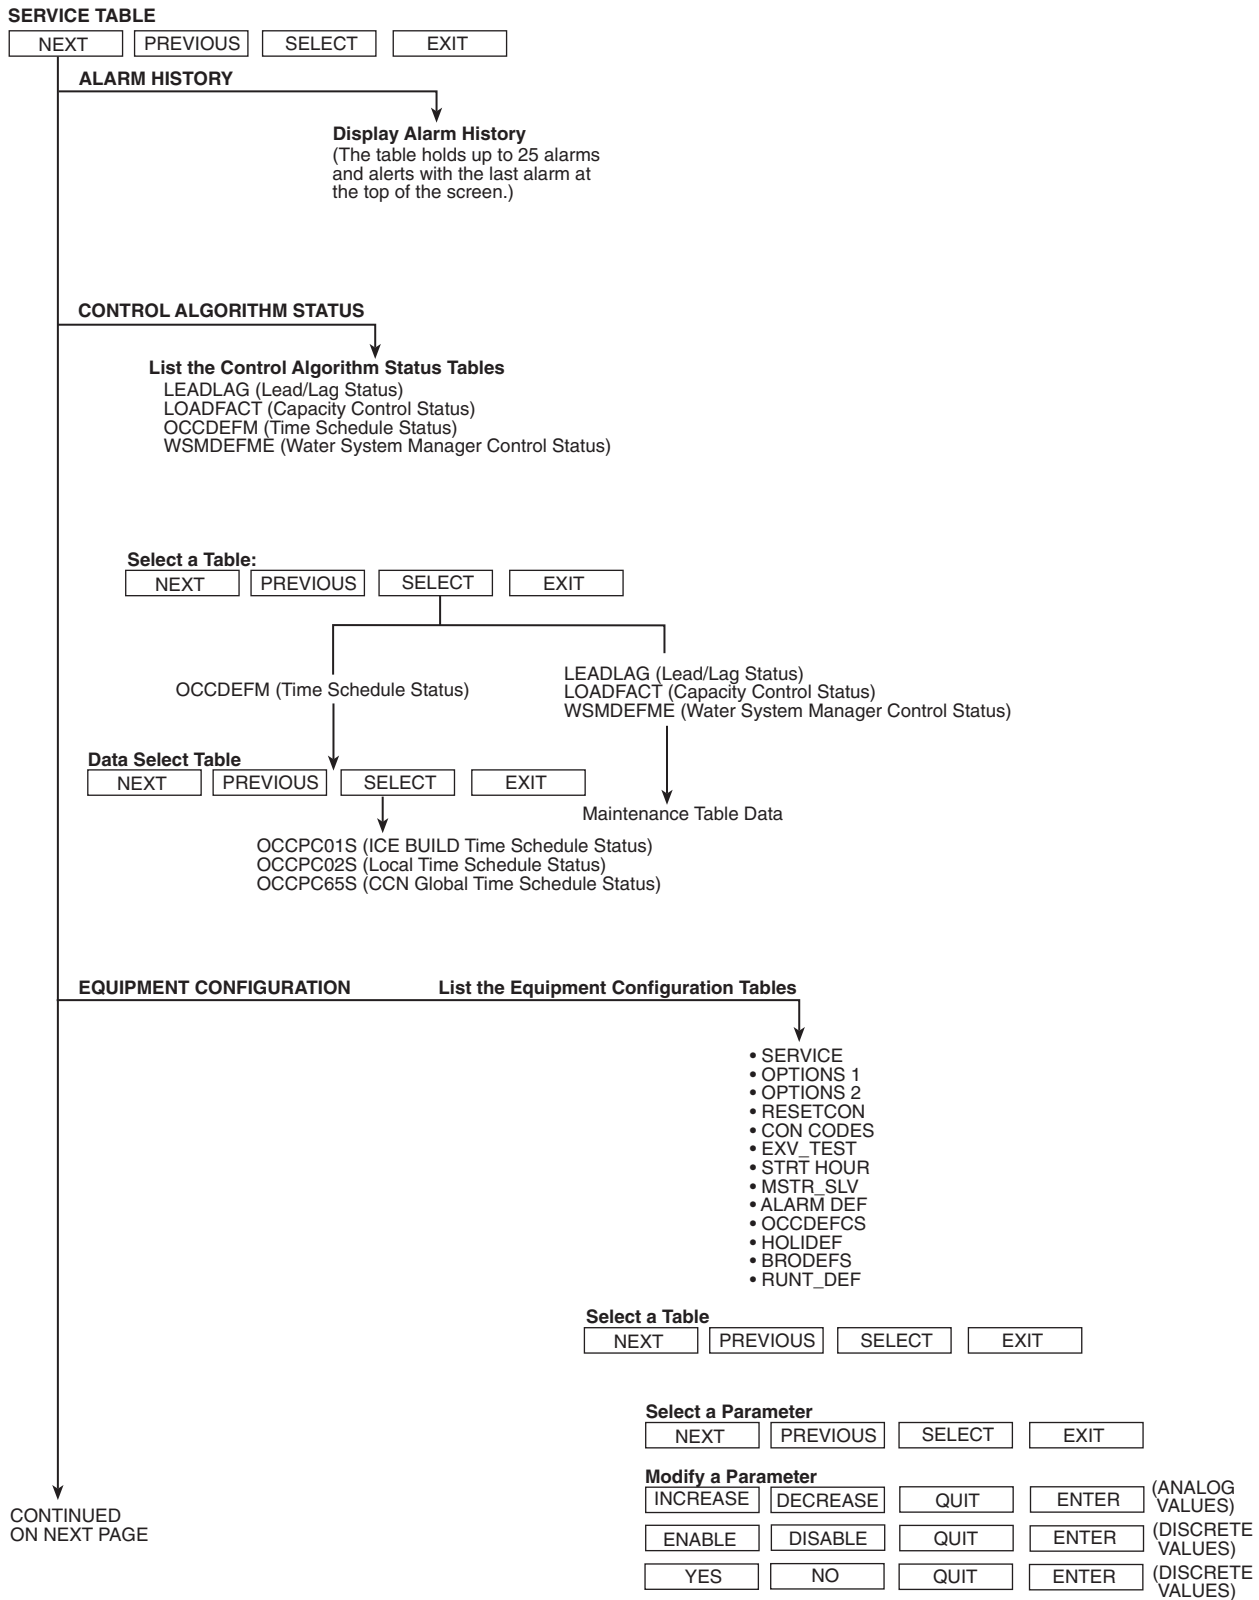 SERVICE TABLE
NEXT PREVIOUS SELECT EXIT
ALARM HISTORY
Display Alarm History
(The table holds up to 25 alarms
and alerts with the last alarm at
the top of the screen.)
CONTROL ALGORITHM STATUS
List the Control Algorithm Status Tables
LEADLAG (Lead/Lag Status)
LOADFACT (Capacity Control Status)
OCCDEFM (Time Schedule Status)
WSMDEFME (Water System Manager Control Status)
Select a Table:
NEXT PREVIOUS SELECT EXIT
OCCDEFM (Time Schedule Status)
LEADLAG (Lead/Lag Status)
LOADFACT (Capacity Control Status)
WSMDEFME (Water System Manager Control Status)
Data Select Table
NEXT PREVIOUS SELECT EXIT
Maintenance Table Data
OCCPC01S (ICE BUILD Time Schedule Status)
OCCPC02S (Local Time Schedule Status)
OCCPC65S (CCN Global Time Schedule Status)
EQUIPMENT CONFIGURATION
List the Equipment Configuration Tables
• SERVICE
• OPTIONS 1
• OPTIONS 2
• RESETCON
• CON CODES
• EXV_TEST
• STRT HOUR
• MSTR_SLV
• ALARM DEF
• OCCDEFCS
• HOLIDEF
• BRODEFS
• RUNT_DEF
Select a Table
NEXT PREVIOUS SELECT EXIT
Select a Parameter
NEXT PREVIOUS SELECT EXIT
Modify a Parameter
INCREASE DECREASE QUIT ENTER (ANALOG
VALUES)
ENABLE DISABLE QUIT ENTER (DISCRETE
VALUES)
YES NO QUIT ENTER (DISCRETE
VALUES)
CONTINUED
ON NEXT PAGE